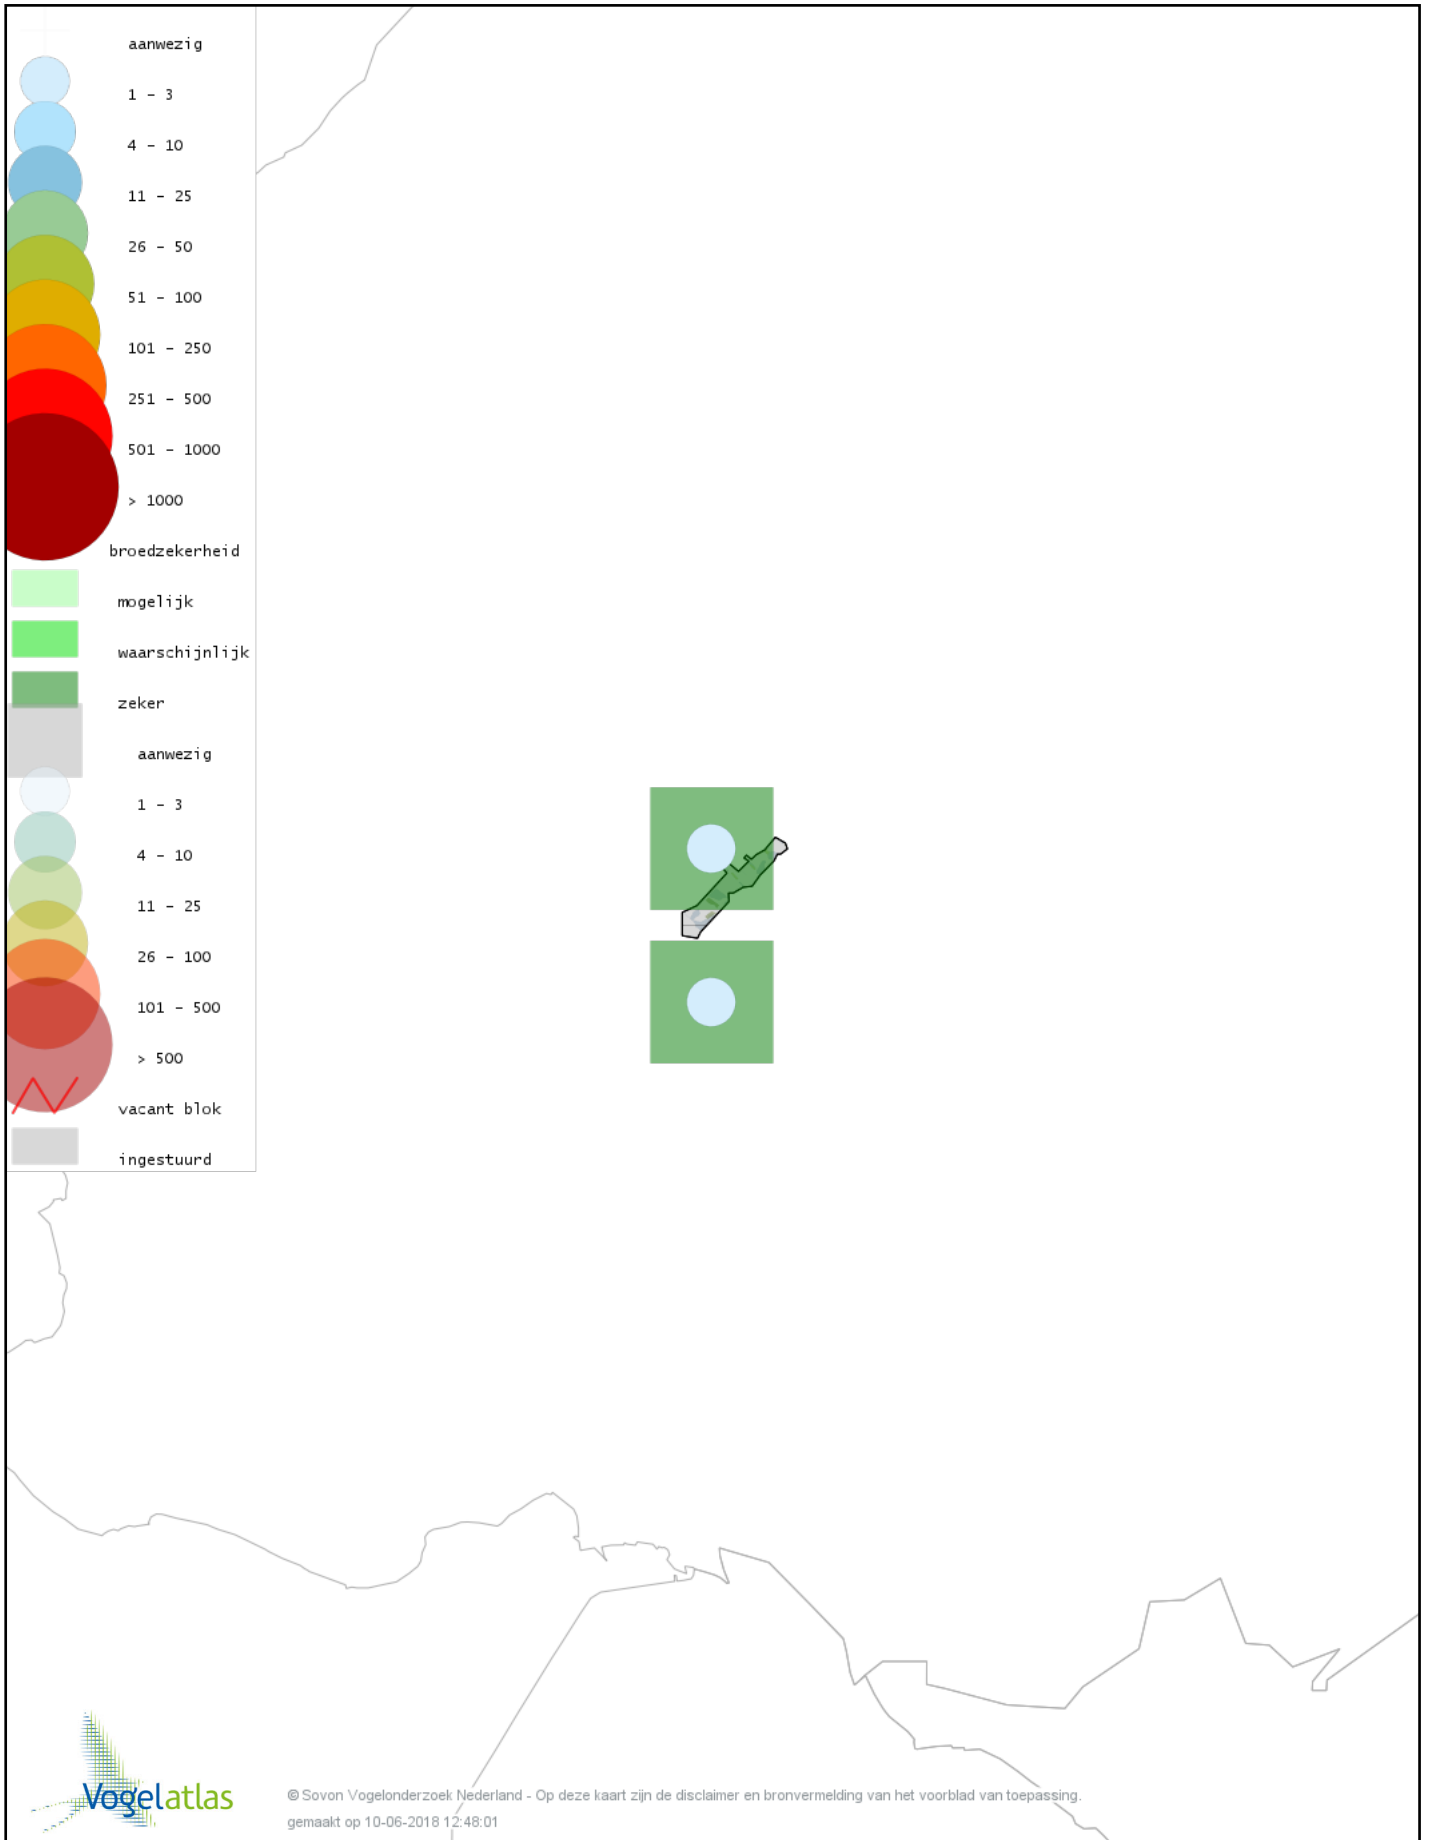 aanwezig
1 - 3
4 - 10
11 - 25
26 - 50
51 - 100
101 - 250
251 - 500
501 - 1000
> 1000
broedzekerheid
mogelijk
waarschijnlijk
zeker
aanwezig
1 - 3
4 - 10
11 - 25
26 - 100
101 - 500
> 500
vacant blok
ingestuurd
Vogelatlas
© Sovon Vogelonderzoek Nederland - Op deze kaart zijn de disclaimer en bronvermelding van het voorblad van toepassing.
gemaakt op 10-06-2018 12:48:01